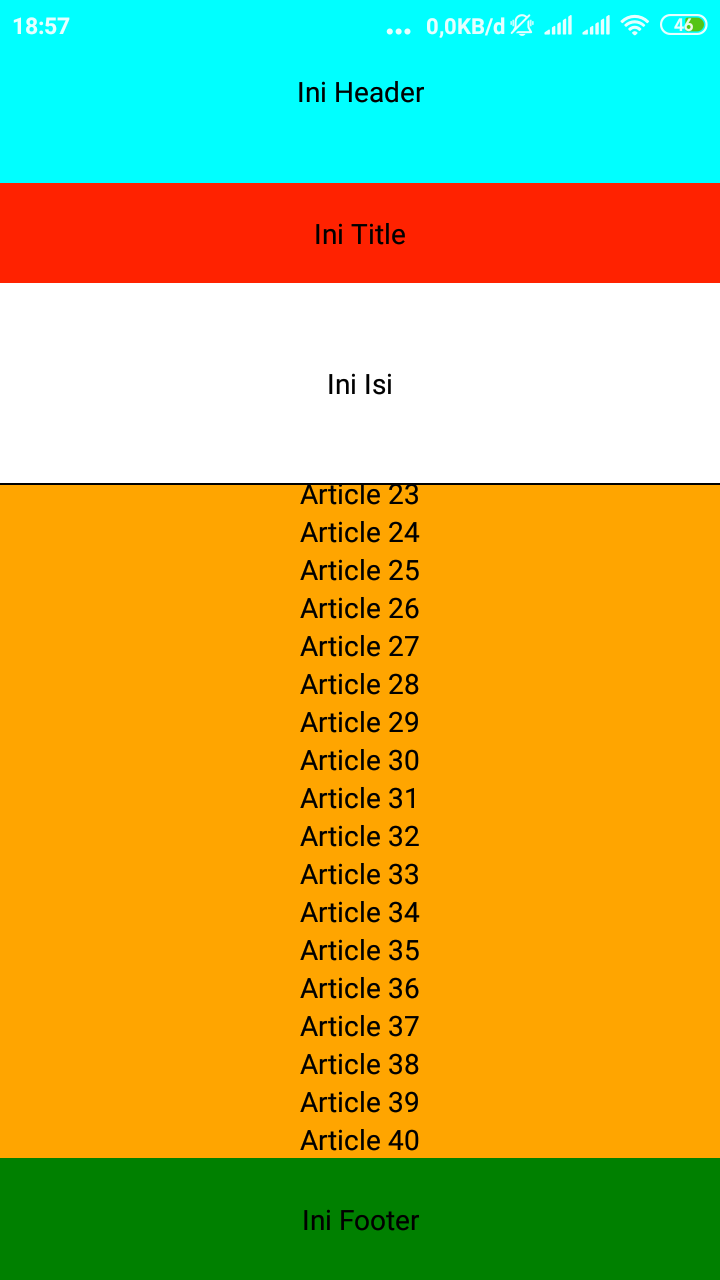 18:57 ... 0,0KB/d 46
Ini Header
Ini Title
Ini Isi
Article 23
Article 24
Article 25
Article 26
Article 27
Article 28
Article 29
Article 30
Article 31
Article 32
Article 33
Article 34
Article 35
Article 36
Article 37
Article 38
Article 39
Article 40
Ini Footer